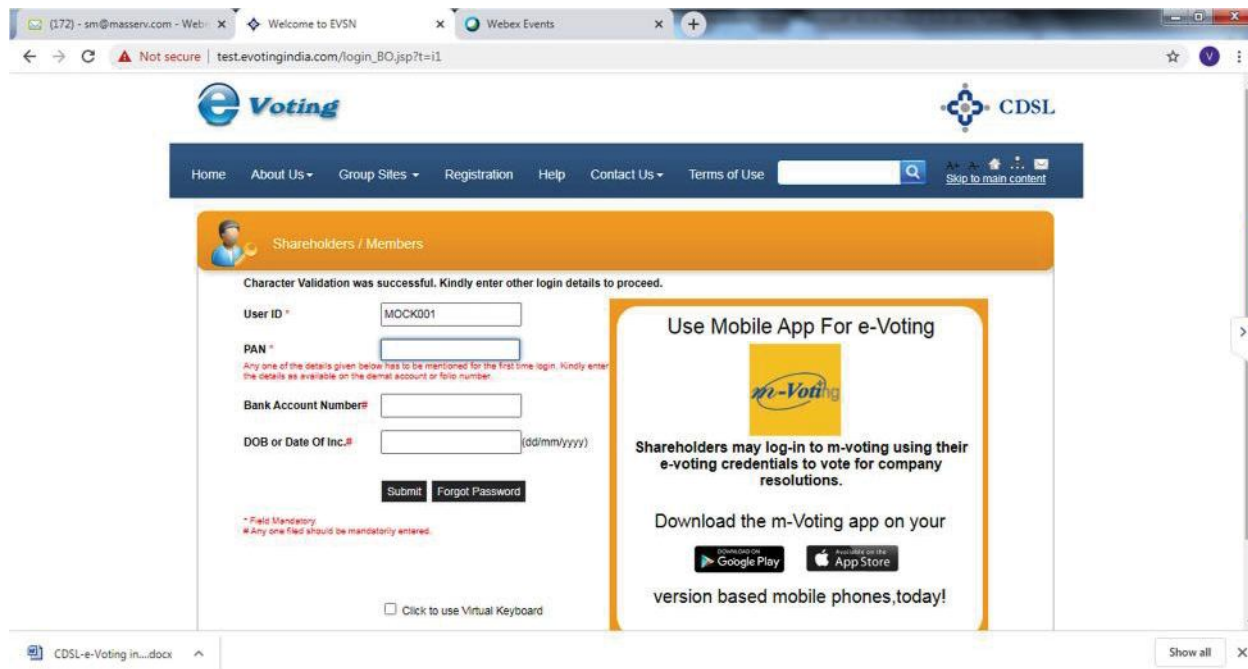 (172) - sm@masserv.com - Web
Welcome to EVSN
Webex Events
Not secure | test.evotingindia.com/login_BO.jsp?t=i1
V
e Voting
CDSL
Home About Us Group Sites Registration Help Contact Us Terms of Use
A+ A-
Skip to main content
Shareholders / Members
Character Validation was successful. Kindly enter other login details to proceed.
User ID * MOCK001
PAN *
Any one of the details given below has to be mentioned for the first time login. Kindly enter
the details as available on the demat account or folio number.
Bank Account Number#
DOB or Date Of Inc.# (dd/mm/yyyy)
Submit Forgot Password
* Field Mandatory.
# Any one filed should be mandatorily entered.
Click to use Virtual Keyboard
Use Mobile App For e-Voting
m-Voting
Shareholders may log-in to m-voting using their
e-voting credentials to vote for company
resolutions.
Download the m-Voting app on your
DOWNLOAD ON
Google Play
Available on the
App Store
version based mobile phones,today!
CDSL-e-Voting in....docx
Show all